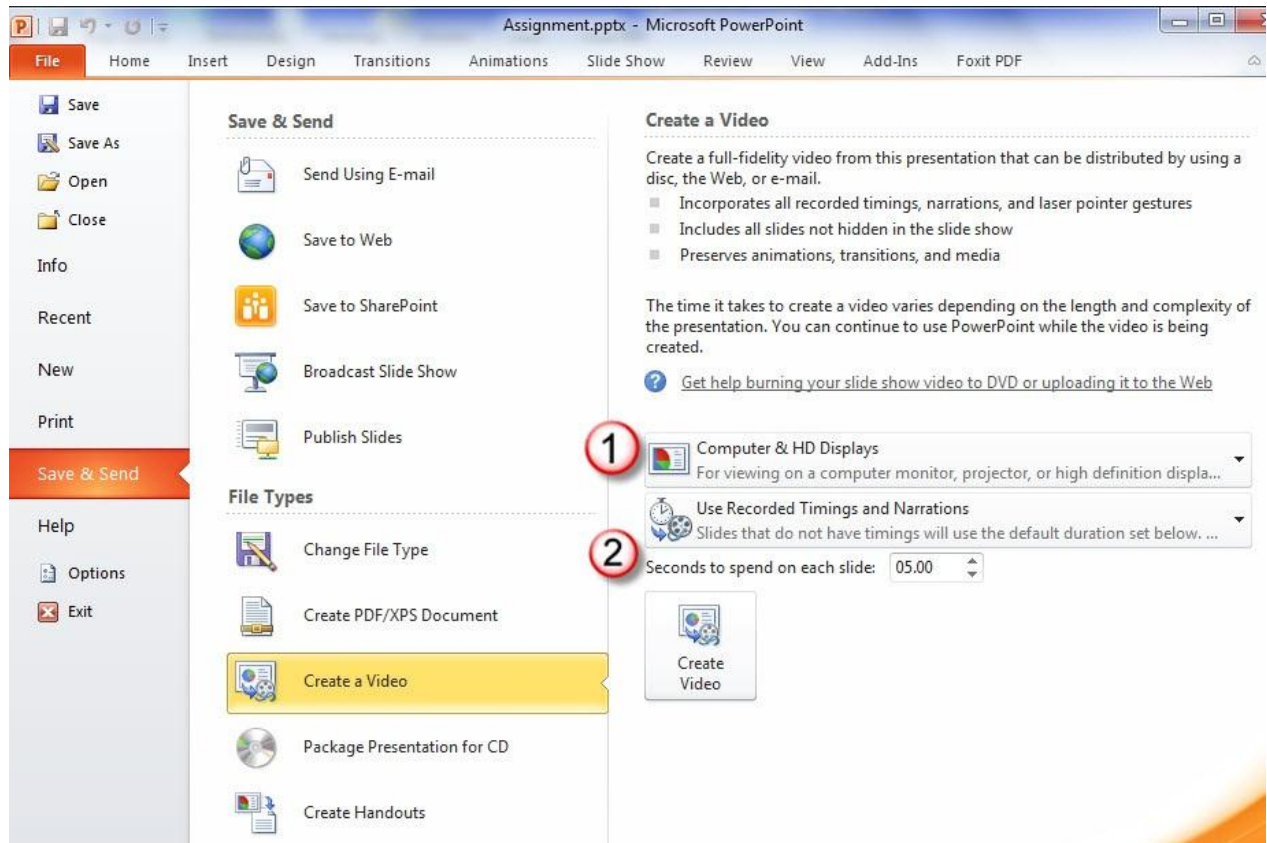 Assignment.pptx - Microsoft PowerPoint
File Home Insert Design Transitions Animations Slide Show Review View Add-Ins Foxit PDF
Save
Save As
Open
Close
Info
Recent
New
Print
Save & Send
Help
Options
Exit
Save & Send
Send Using E-mail
Save to Web
Save to SharePoint
Broadcast Slide Show
Publish Slides
File Types
Change File Type
Create PDF/XPS Document
Create a Video
Package Presentation for CD
Create Handouts
Create a Video
Create a full-fidelity video from this presentation that can be distributed by using a
disc, the Web, or e-mail.
Incorporates all recorded timings, narrations, and laser pointer gestures
Includes all slides not hidden in the slide show
Preserves animations, transitions, and media
The time it takes to create a video varies depending on the length and complexity of
the presentation. You can continue to use PowerPoint while the video is being
created.
Get help burning your slide show video to DVD or uploading it to the Web
1
Computer & HD Displays
For viewing on a computer monitor, projector, or high definition displa...
Use Recorded Timings and Narrations
Slides that do not have timings will use the default duration set below. ...
2
Seconds to spend on each slide: 05.00
Create
Video